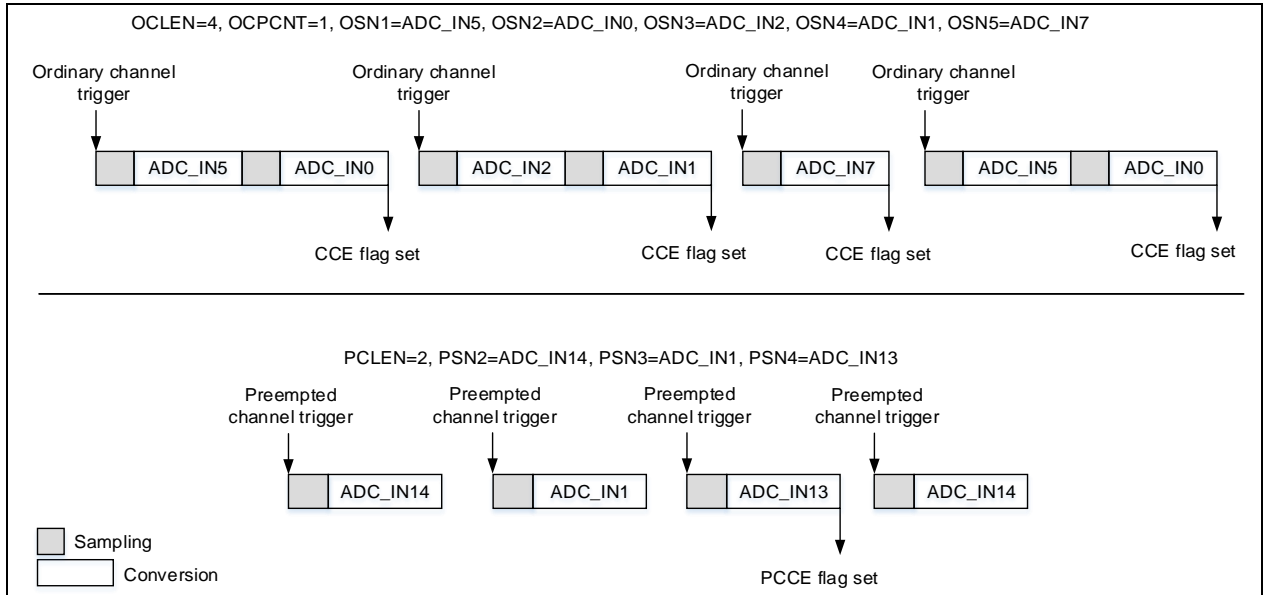 OCLEN=4, OCPCNT=1, OSN1=ADC_IN5, OSN2=ADC_IN0, OSN3=ADC_IN2, OSN4=ADC_IN1, OSN5=ADC_IN7
Ordinary channel
trigger
Ordinary channel
trigger
Ordinary channel
trigger
Ordinary channel
trigger
ADC_IN5
ADC_IN0
ADC_IN2
ADC_IN1
ADC_IN7
ADC_IN5
ADC_IN0
CCE flag set
CCE flag set
CCE flag set
CCE flag set
PCLEN=2, PSN2=ADC_IN14, PSN3=ADC_IN1, PSN4=ADC_IN13
Preempted
channel trigger
Preempted
channel trigger
Preempted
channel trigger
Preempted
channel trigger
ADC_IN14
ADC_IN1
ADC_IN13
ADC_IN14
Sampling
Conversion
PCCE flag set